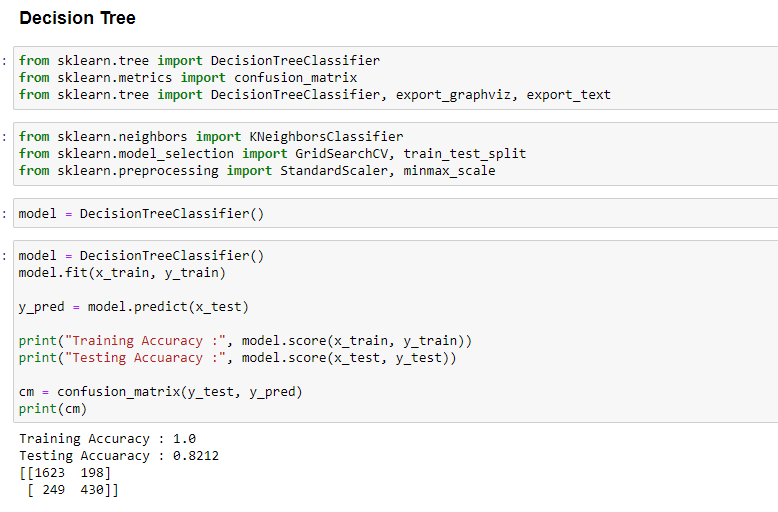 Decision Tree
: from sklearn.tree import DecisionTreeClassifier
from sklearn.metrics import confusion_matrix
from sklearn.tree import DecisionTreeClassifier, export_graphviz, export_text
: from sklearn.neighbors import KNeighborsClassifier
from sklearn.model_selection import GridSearchCV, train_test_split
from sklearn.preprocessing import StandardScaler, minmax_scale
: model = DecisionTreeClassifier()
: model = DecisionTreeClassifier()
model.fit(x_train, y_train)
y_pred = model.predict(x_test)
print("Training Accuracy :", model.score(x_train, y_train))
print("Testing Accuaracy :", model.score(x_test, y_test))
cm = confusion_matrix(y_test, y_pred)
print(cm)
Training Accuracy : 1.0
Testing Accuaracy : 0.8212
[[1623  198]
 [ 249  430]]